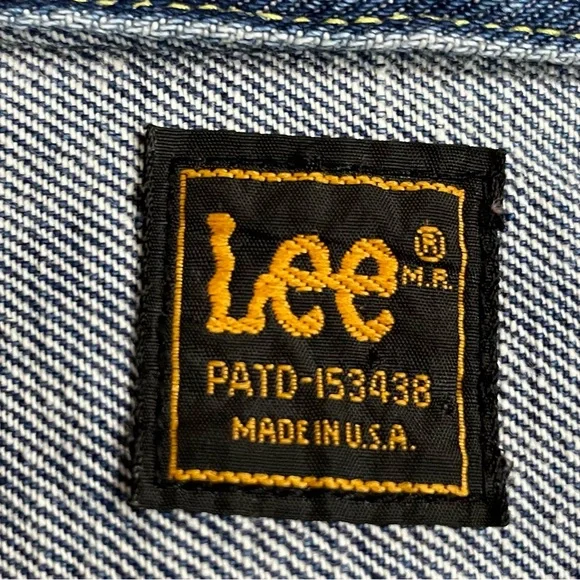 Lee ®
M.R.
PATD-153438
MADE IN U.S.A.